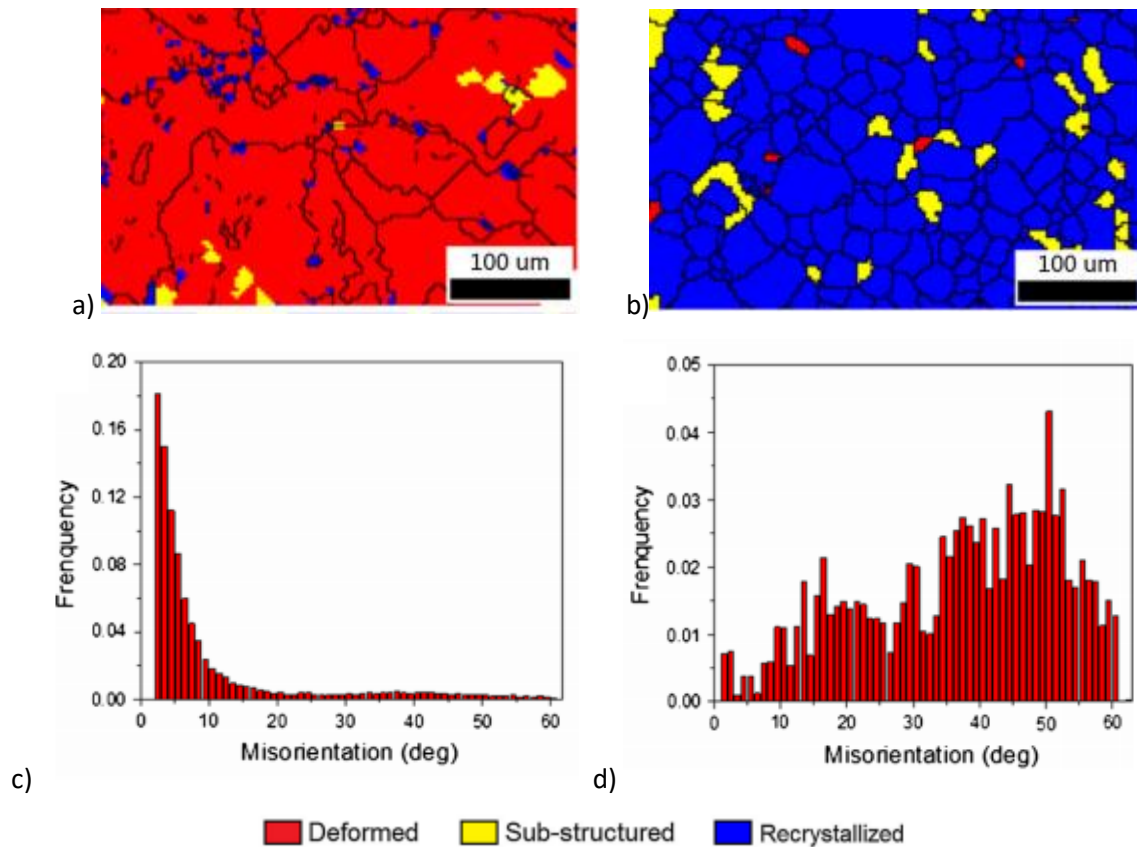 100 um
100 um
a)
b)
0.20
0.16
0.12
0.08
0.04
0.00
Frenquency
0 10 20 30 40 50 60
Misorientation (deg)
c)
0.05
0.04
0.03
0.02
0.01
0.00
Frenquency
0 10 20 30 40 50 60
Misorientation (deg)
d)
Deformed Sub-structured Recrystallized